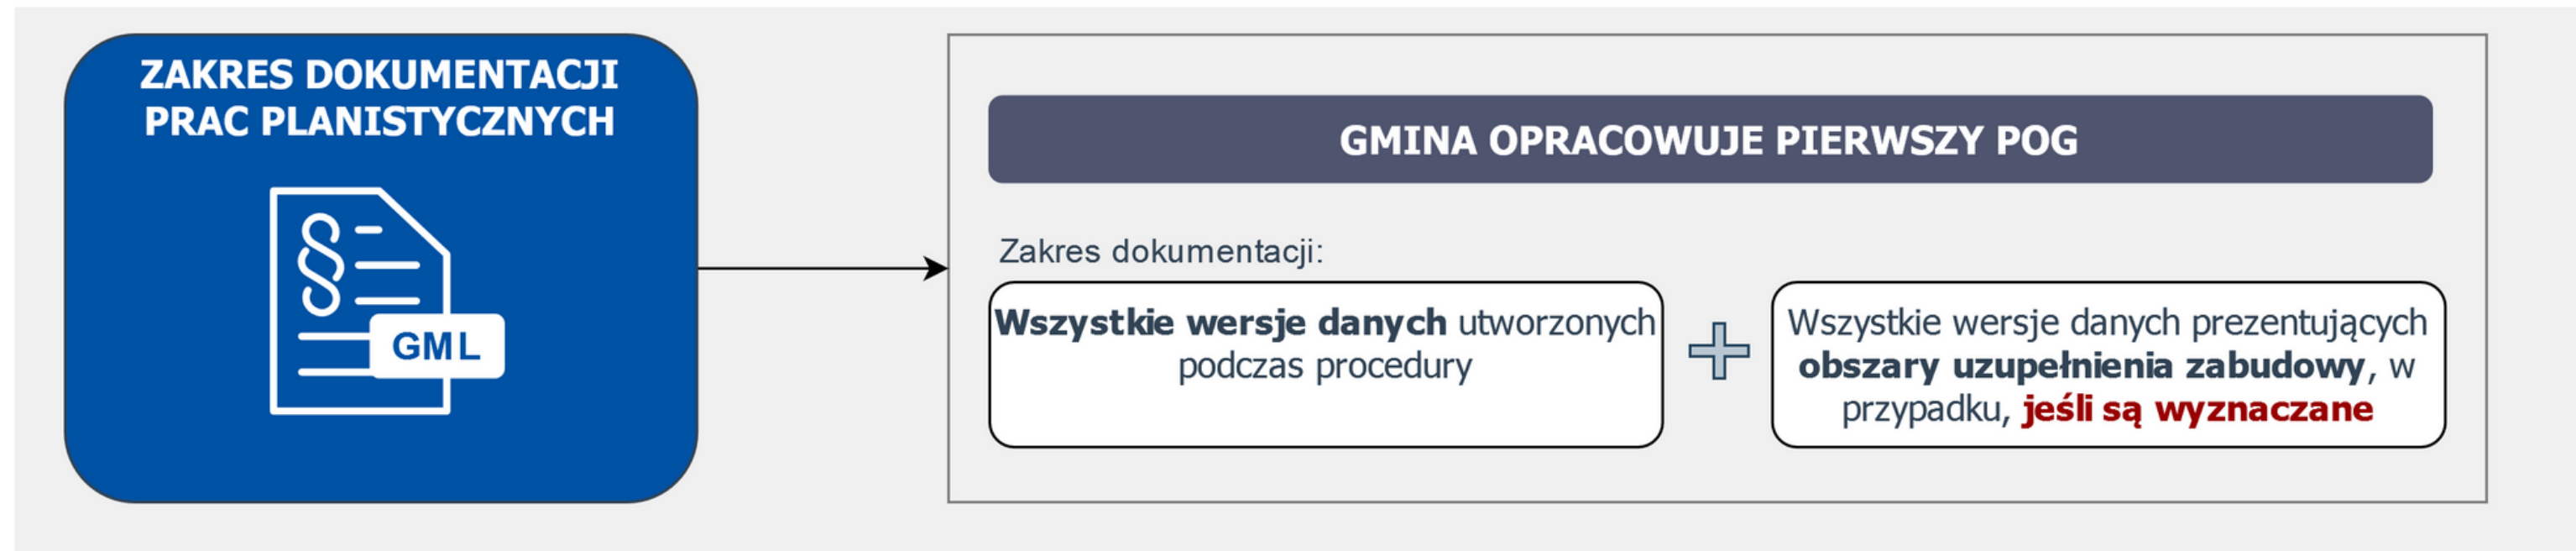 ZAKRES DOKUMENTACJI
PRAC PLANISTYCZNYCH
GML
GMINA OPRACOWUJE PIERWSZY POG
Zakres dokumentacji:
Wszystkie wersje danych utworzonych
podczas procedury
Wszystkie wersje danych prezentujących
obszary uzupełnienia zabudowy, w
przypadku, jeśli są wyznaczane